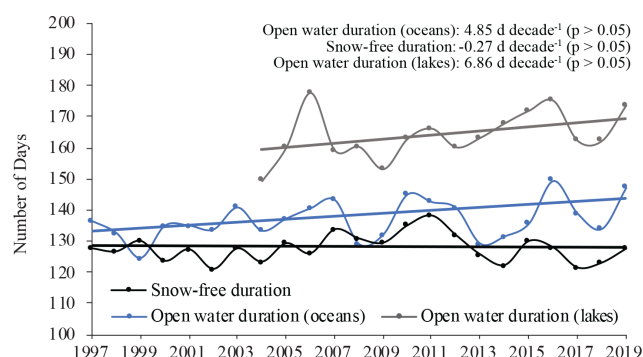 200
190
180
170
160
150
140
130
120
110
100
Number of Days
Open water duration (oceans): 4.85 d decade⁻¹ (p > 0.05)
Snow-free duration: -0.27 d decade⁻¹ (p > 0.05)
Open water duration (lakes): 6.86 d decade⁻¹ (p > 0.05)
Snow-free duration
Open water duration (oceans) Open water duration (lakes)
1997 1999 2001 2003 2005 2007 2009 2011 2013 2015 2017 2019